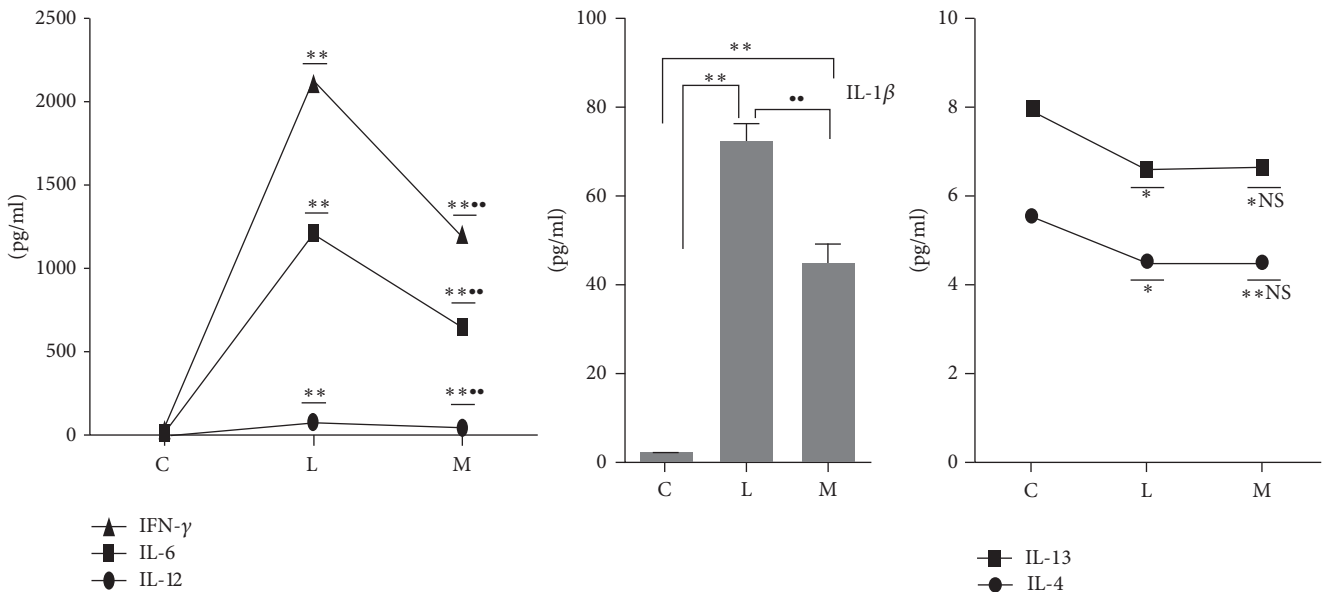 2500
2000
1500
1000
500
0
(pg/ml)
**
**
**
**••
**••
**••
C L M
IFN-γ
IL-6
IL-12
100
80
60
40
20
0
(pg/ml)
**
**
••
IL-1β
C L M
10
8
6
4
2
0
(pg/ml)
*
*NS
*
**NS
C L M
IL-13
IL-4